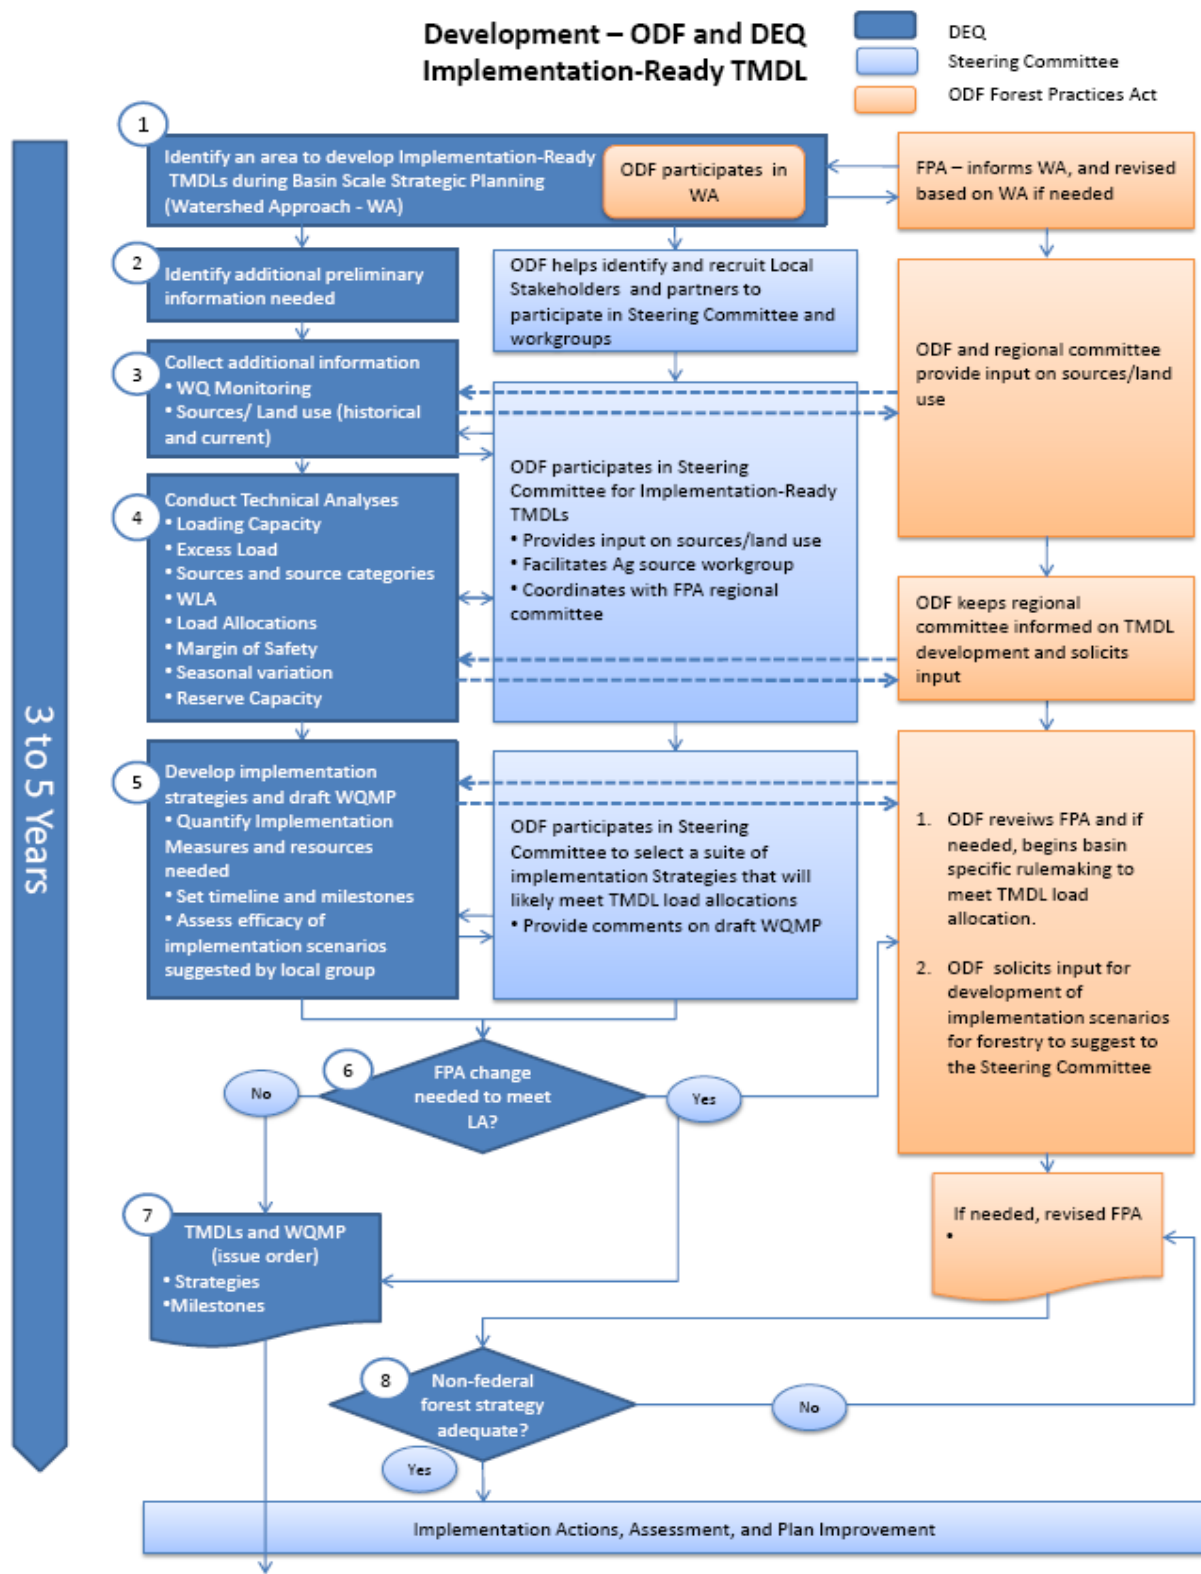 Development – ODF and DEQ
Implementation-Ready TMDL
DEQ
Steering Committee
ODF Forest Practices Act
3 to 5 Years
1
Identify an area to develop Implementation-Ready
TMDLs during Basin Scale Strategic Planning
(Watershed Approach - WA)
ODF participates in
WA
FPA – informs WA, and revised
based on WA if needed
2
Identify additional preliminary
information needed
ODF helps identify and recruit Local
Stakeholders and partners to
participate in Steering Committee and
workgroups
ODF and regional committee
provide input on sources/land
use
3
Collect additional information
• WQ Monitoring
• Sources/ Land use (historical
and current)
ODF participates in Steering
Committee for Implementation-Ready
TMDLs
• Provides input on sources/land use
• Facilitates Ag source workgroup
• Coordinates with FPA regional
committee
4
Conduct Technical Analyses
• Loading Capacity
• Excess Load
• Sources and source categories
• WLA
• Load Allocations
• Margin of Safety
• Seasonal variation
• Reserve Capacity
ODF keeps regional
committee informed on TMDL
development and solicits
input
5
Develop implementation
strategies and draft WQMP
• Quantify Implementation
Measures and resources
needed
• Set timeline and milestones
• Assess efficacy of
implementation scenarios
suggested by local group
ODF participates in Steering
Committee to select a suite of
implementation Strategies that will
likely meet TMDL load allocations
• Provide comments on draft WQMP
1. ODF reveiws FPA and if
needed, begins basin
specific rulemaking to
meet TMDL load
allocation.
2. ODF solicits input for
development of
implementation scenarios
for forestry to suggest to
the Steering Committee
6
FPA change
needed to meet
LA?
No
Yes
7
TMDLs and WQMP
(issue order)
• Strategies
•Milestones
If needed, revised FPA
•
8
Non-federal
forest strategy
adequate?
No
Yes
Implementation Actions, Assessment, and Plan Improvement